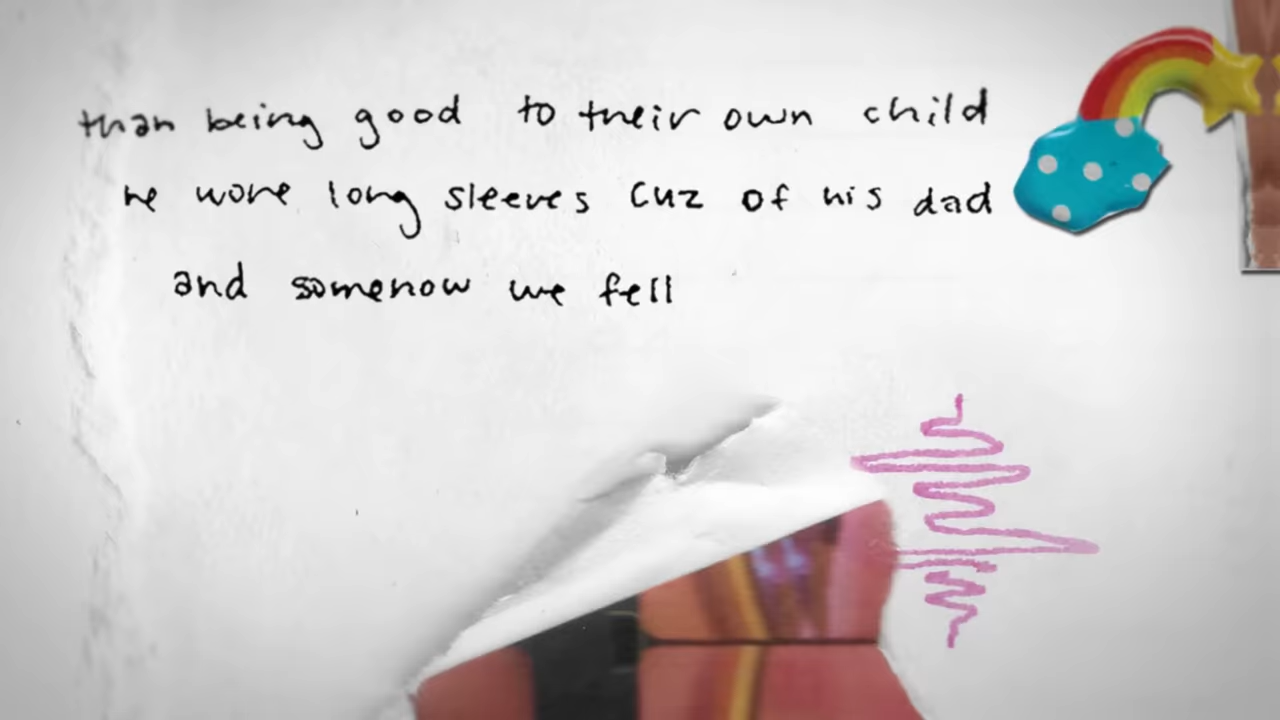 than being good to their own child
he wore long sleeves cuz of his dad
and somehow we fell